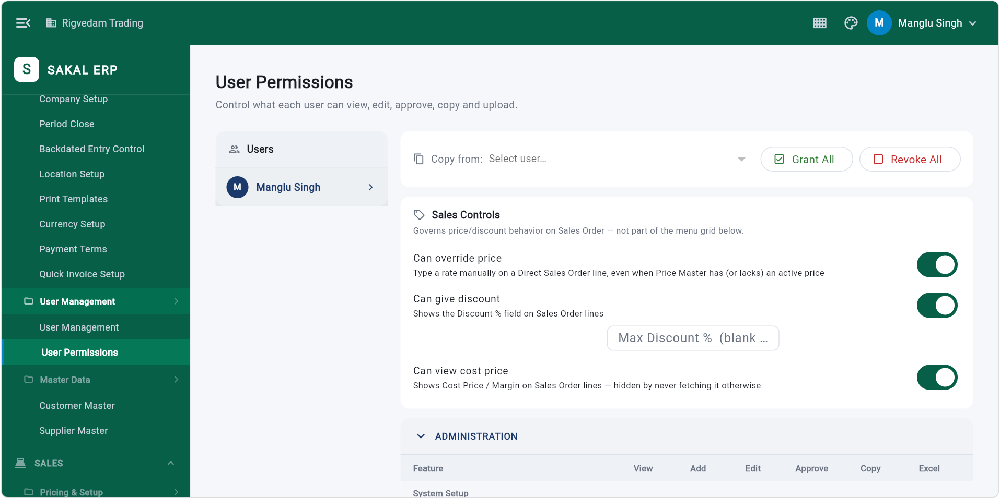 Rigvedam Trading
M Manglu Singh
S SAKAL ERP
Company Setup
Period Close
Backdated Entry Control
Location Setup
Print Templates
Currency Setup
Payment Terms
Quick Invoice Setup
User Management
User Management
User Permissions
Master Data
Customer Master
Supplier Master
SALES
Pricing & Setup
User Permissions
Control what each user can view, edit, approve, copy and upload.
Users
M Manglu Singh
Copy from: Select user... Grant All Revoke All
Sales Controls
Governs price/discount behavior on Sales Order — not part of the menu grid below.
Can override price
Type a rate manually on a Direct Sales Order line, even when Price Master has (or lacks) an active price
Can give discount
Shows the Discount % field on Sales Order lines
Max Discount % (blank ...
Can view cost price
Shows Cost Price / Margin on Sales Order lines — hidden by never fetching it otherwise
ADMINISTRATION
Feature View Add Edit Approve Copy Excel
System Setup